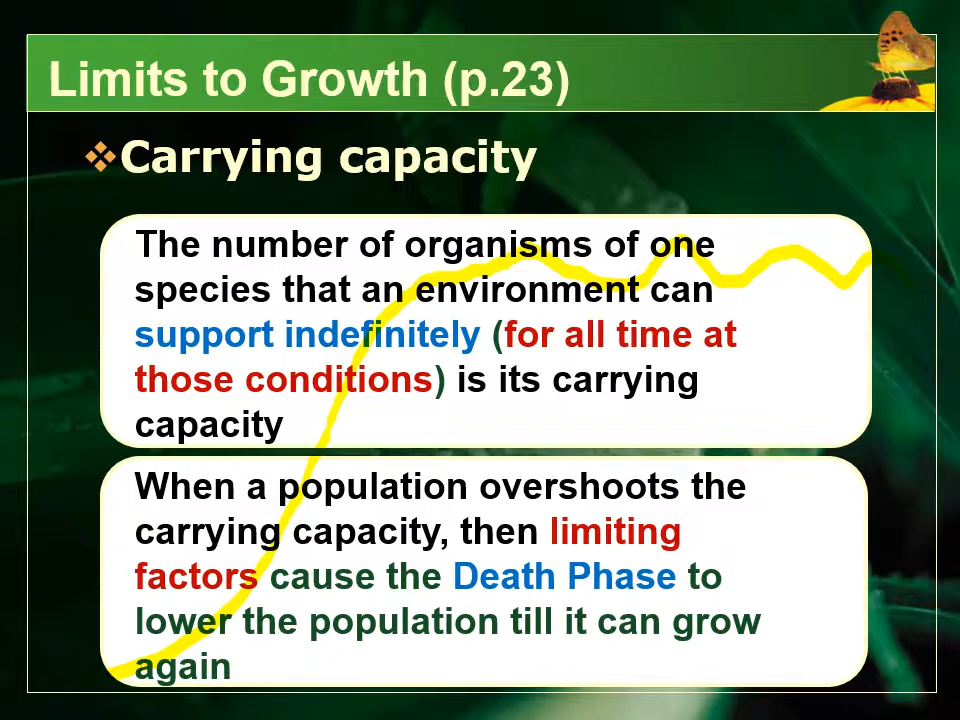 Limits to Growth (p.23)
Carrying capacity
The number of organisms of one
species that an environment can
support indefinitely (for all time at
those conditions) is its carrying
capacity
When a population overshoots the
carrying capacity, then limiting
factors cause the Death Phase to
lower the population till it can grow
again